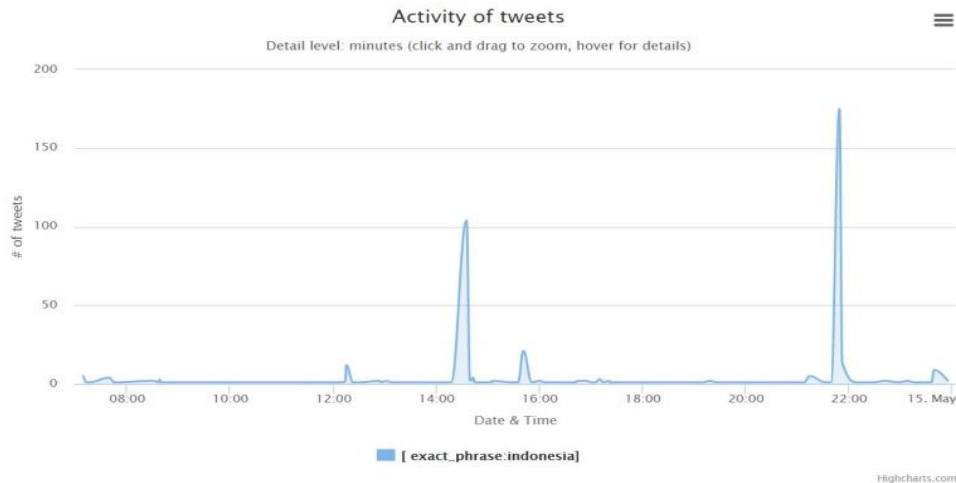 Activity of tweets
Detail level: minutes (click and drag to zoom, hover for details)
200
150
100
50
0
# of tweets
08:00 10:00 12:00 14:00 16:00 18:00 20:00 22:00 15. May
Date & Time
[ exact_phrase:indonesia]
Highcharts.com